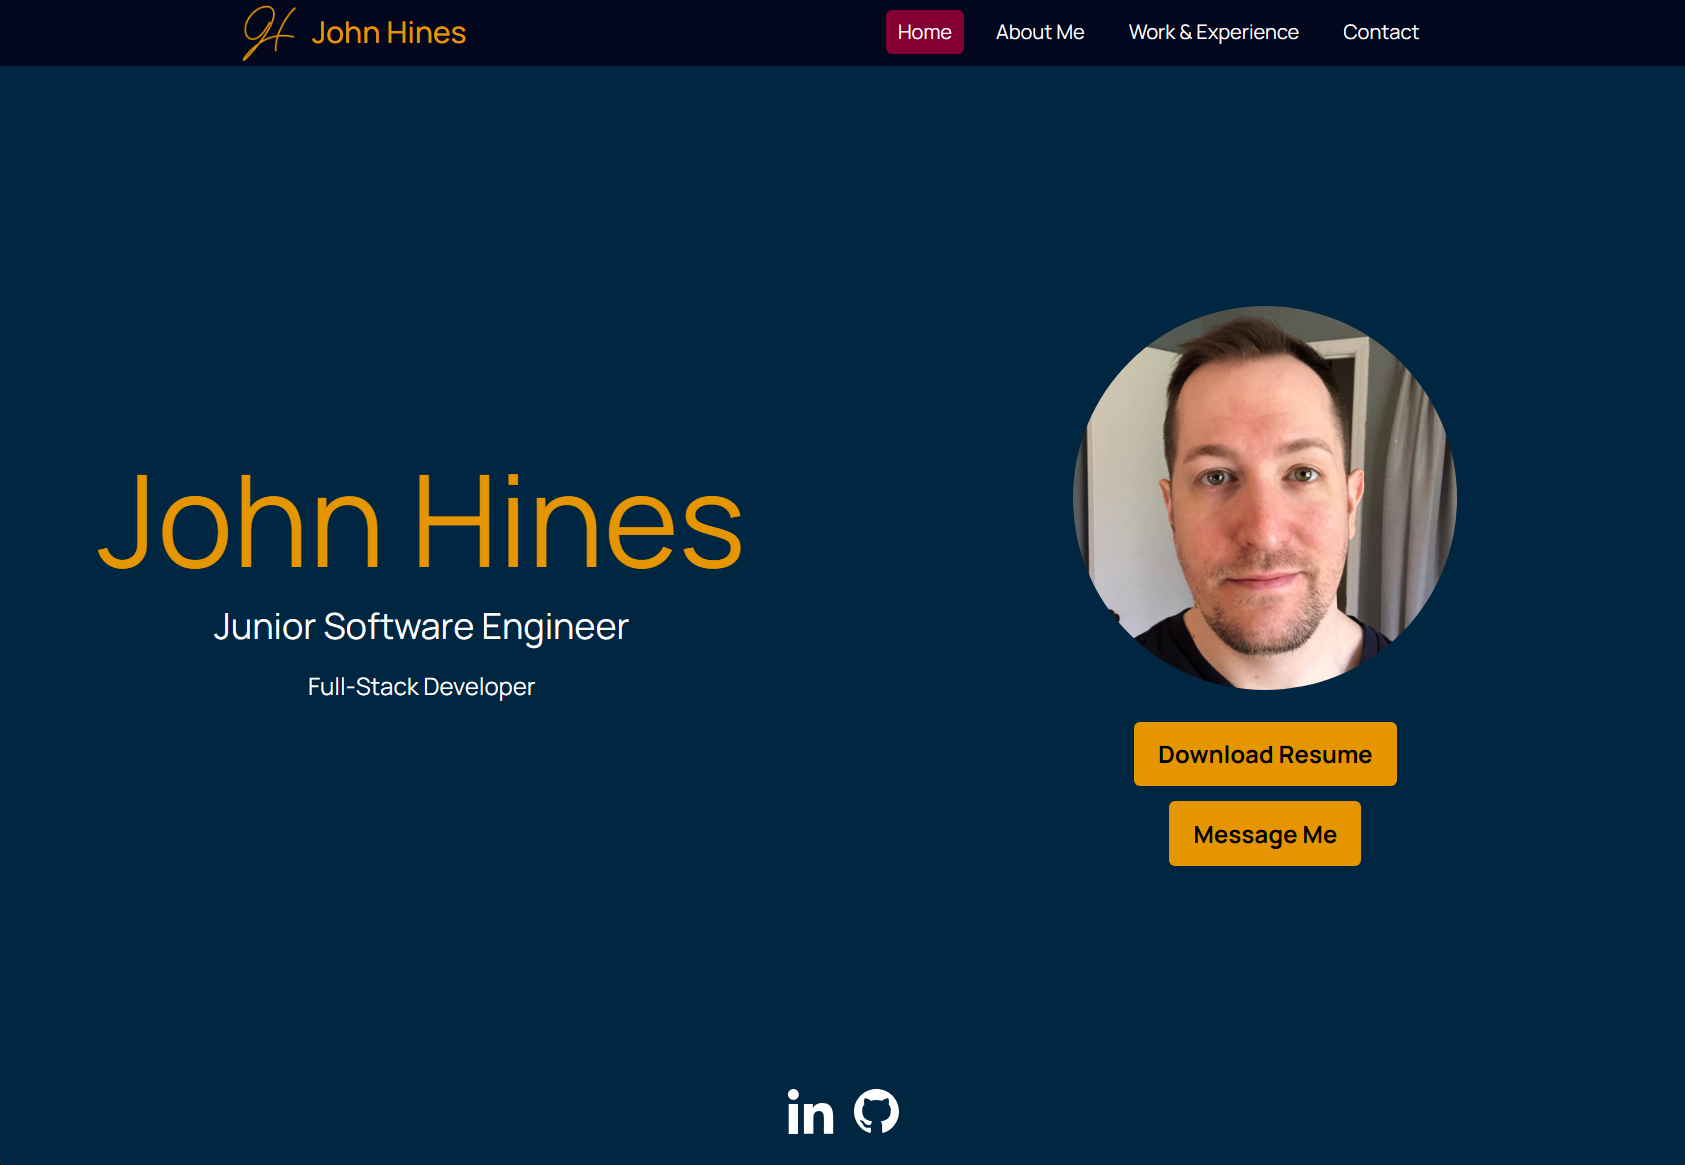 John Hines
Home
About Me
Work & Experience
Contact
John Hines
Junior Software Engineer
Full-Stack Developer
Download Resume
Message Me
in